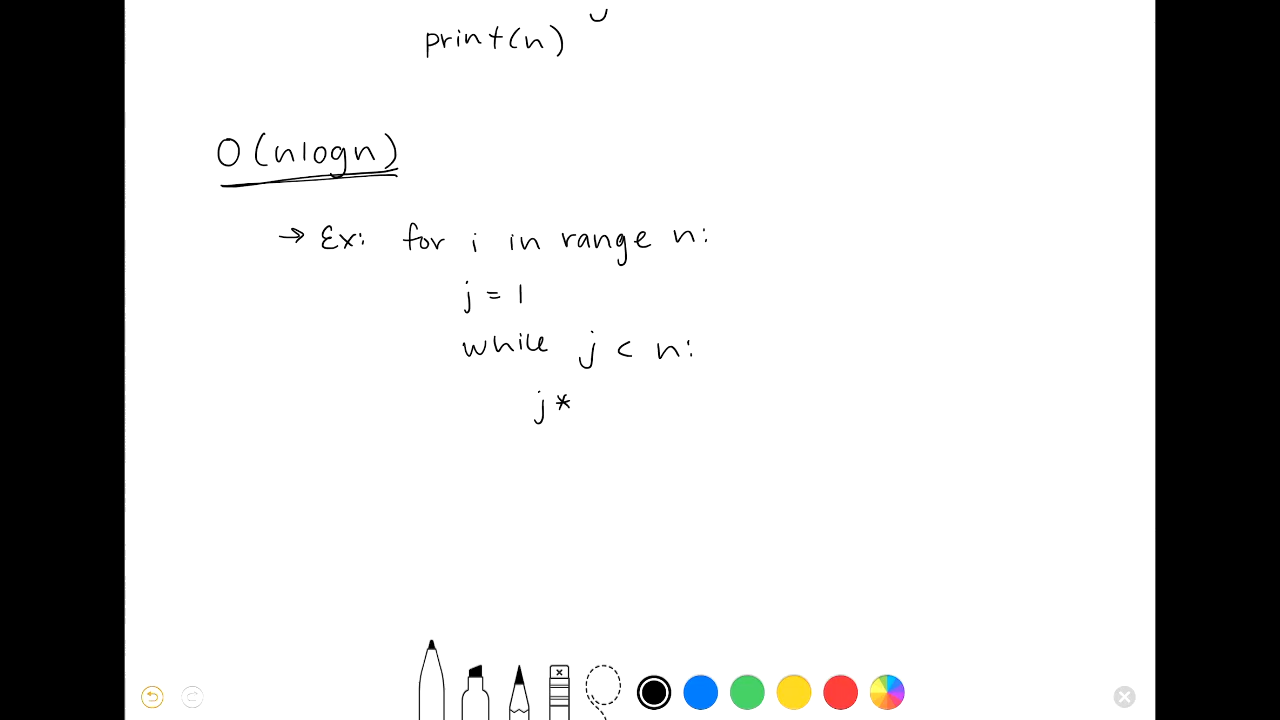 print(n)
O(nlogn)
→ Ex: for i in range n:
j = 1
while j < n:
j *